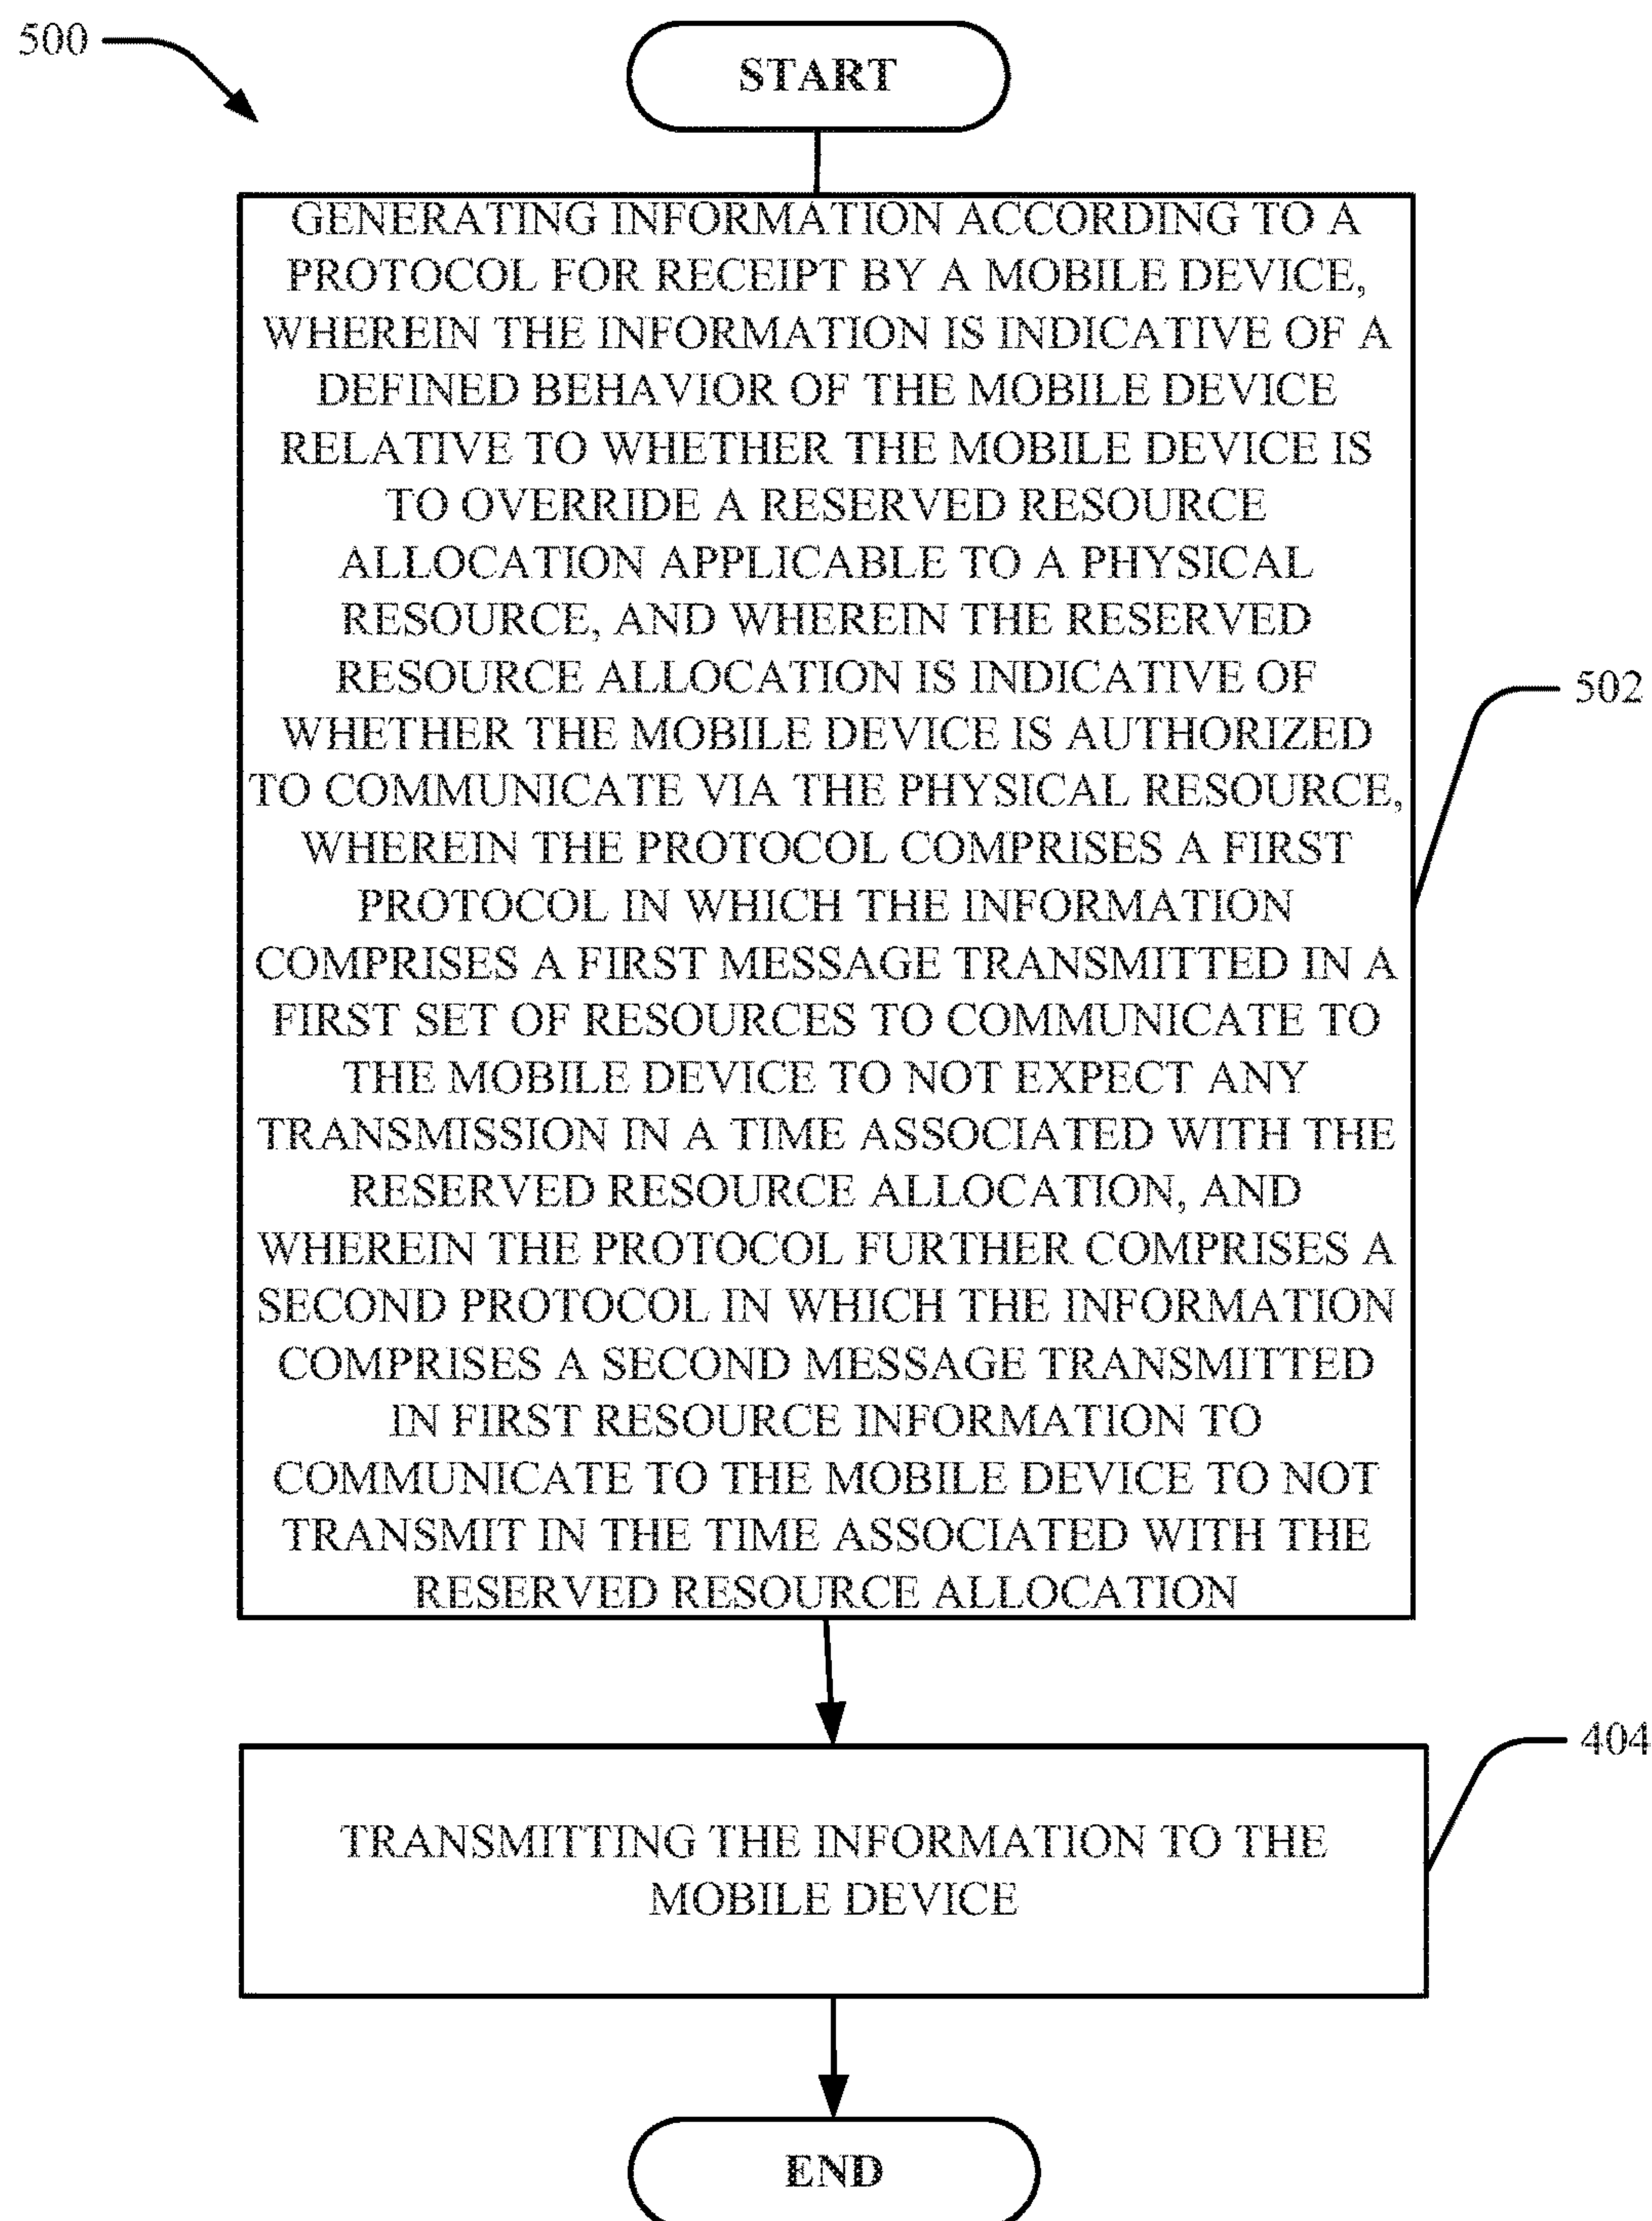 500
START
GENERATING INFORMATION ACCORDING TO A
PROTOCOL FOR RECEIPT BY A MOBILE DEVICE,
WHEREIN THE INFORMATION IS INDICATIVE OF A
DEFINED BEHAVIOR OF THE MOBILE DEVICE
RELATIVE TO WHETHER THE MOBILE DEVICE IS
TO OVERRIDE A RESERVED RESOURCE
ALLOCATION APPLICABLE TO A PHYSICAL
RESOURCE, AND WHEREIN THE RESERVED
RESOURCE ALLOCATION IS INDICATIVE OF
WHETHER THE MOBILE DEVICE IS AUTHORIZED
TO COMMUNICATE VIA THE PHYSICAL RESOURCE,
WHEREIN THE PROTOCOL COMPRISES A FIRST
PROTOCOL IN WHICH THE INFORMATION
COMPRISES A FIRST MESSAGE TRANSMITTED IN A
FIRST SET OF RESOURCES TO COMMUNICATE TO
THE MOBILE DEVICE TO NOT EXPECT ANY
TRANSMISSION IN A TIME ASSOCIATED WITH THE
RESERVED RESOURCE ALLOCATION, AND
WHEREIN THE PROTOCOL FURTHER COMPRISES A
SECOND PROTOCOL IN WHICH THE INFORMATION
COMPRISES A SECOND MESSAGE TRANSMITTED
IN FIRST RESOURCE INFORMATION TO
COMMUNICATE TO THE MOBILE DEVICE TO NOT
TRANSMIT IN THE TIME ASSOCIATED WITH THE
RESERVED RESOURCE ALLOCATION
502
TRANSMITTING THE INFORMATION TO THE
MOBILE DEVICE
404
END